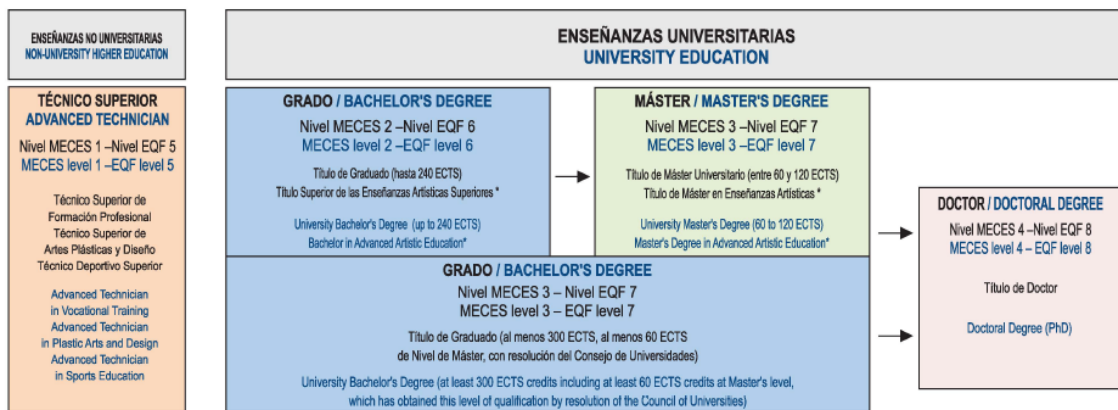 ENSEÑANZAS NO UNIVERSITARIAS
NON-UNIVERSITY HIGHER EDUCATION
ENSEÑANZAS UNIVERSITARIAS
UNIVERSITY EDUCATION
TÉCNICO SUPERIOR
ADVANCED TECHNICIAN
Nivel MECES 1 –Nivel EQF 5
MECES level 1 –EQF level 5
Técnico Superior de
Formación Profesional
Técnico Superior de
Artes Plásticas y Diseño
Técnico Deportivo Superior
Advanced Technician
in Vocational Training
Advanced Technician
in Plastic Arts and Design
Advanced Technician
in Sports Education
GRADO / BACHELOR'S DEGREE
Nivel MECES 2 –Nivel EQF 6
MECES level 2 –EQF level 6
Título de Graduado (hasta 240 ECTS)
Título Superior de las Enseñanzas Artísticas Superiores *
University Bachelor's Degree (up to 240 ECTS)
Bachelor in Advanced Artistic Education*
MÁSTER / MASTER'S DEGREE
Nivel MECES 3 –Nivel EQF 7
MECES level 3 –EQF level 7
Título de Máster Universitario (entre 60 y 120 ECTS)
Título de Máster en Enseñanzas Artísticas *
University Master's Degree (60 to 120 ECTS)
Master's Degree in Advanced Artistic Education*
GRADO / BACHELOR'S DEGREE
Nivel MECES 3 – Nivel EQF 7
MECES level 3 – EQF level 7
Título de Graduado (al menos 300 ECTS, al menos 60 ECTS
de Nivel de Máster, con resolución del Consejo de Universidades)
University Bachelor's Degree (at least 300 ECTS credits including at least 60 ECTS credits at Master's level,
which has obtained this level of qualification by resolution of the Council of Universities)
DOCTOR / DOCTORAL DEGREE
Nivel MECES 4 –Nivel EQF 8
MECES level 4 – EQF level 8
Título de Doctor
Doctoral Degree (PhD)